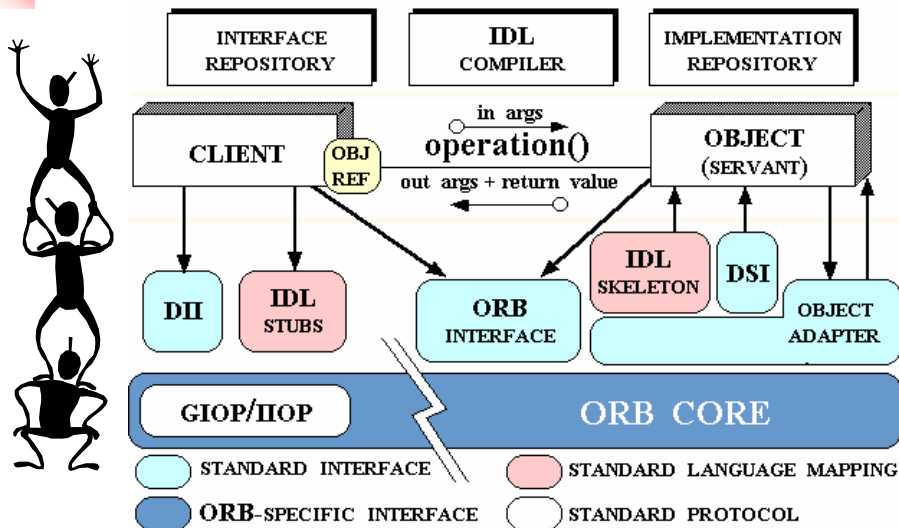 INTERFACE
REPOSITORY
IDL
COMPILER
IMPLEMENTATION
REPOSITORY
CLIENT
OBJ
REF
in args
operation()
out args + return value
OBJECT
(SERVANT)
DII
IDL
STUBS
ORB
INTERFACE
IDL
SKELETON
DSI
OBJECT
ADAPTER
GIOP/IIOP
ORB CORE
STANDARD INTERFACE
STANDARD LANGUAGE MAPPING
ORB-SPECIFIC INTERFACE
STANDARD PROTOCOL